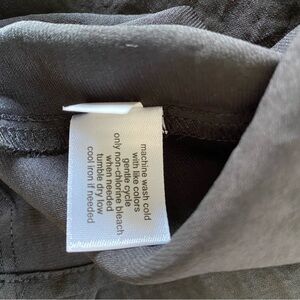 machine wash cold
with like colors
gentle cycle
only non-chlorine bleach
when needed
tumble dry low
cool iron if needed